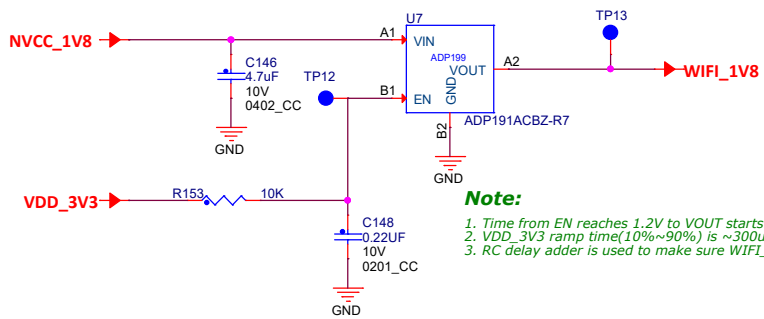 U7
TP13
NVCC_1V8
A1
VIN
ADP199
C146
4.7uF
10V
0402_CC
TP12
VOUT
A2
WIFI_1V8
B1
EN
GND
ADP191ACBZ-R7
B2
GND
GND
VDD_3V3
R153
10K
C148
0.22UF
10V
0201_CC
GND
Note:
1. Time from EN reaches 1.2V to VOUT starts
2. VDD_3V3 ramp time(10%~90%) is ~300u
3. RC delay adder is used to make sure WIFI_